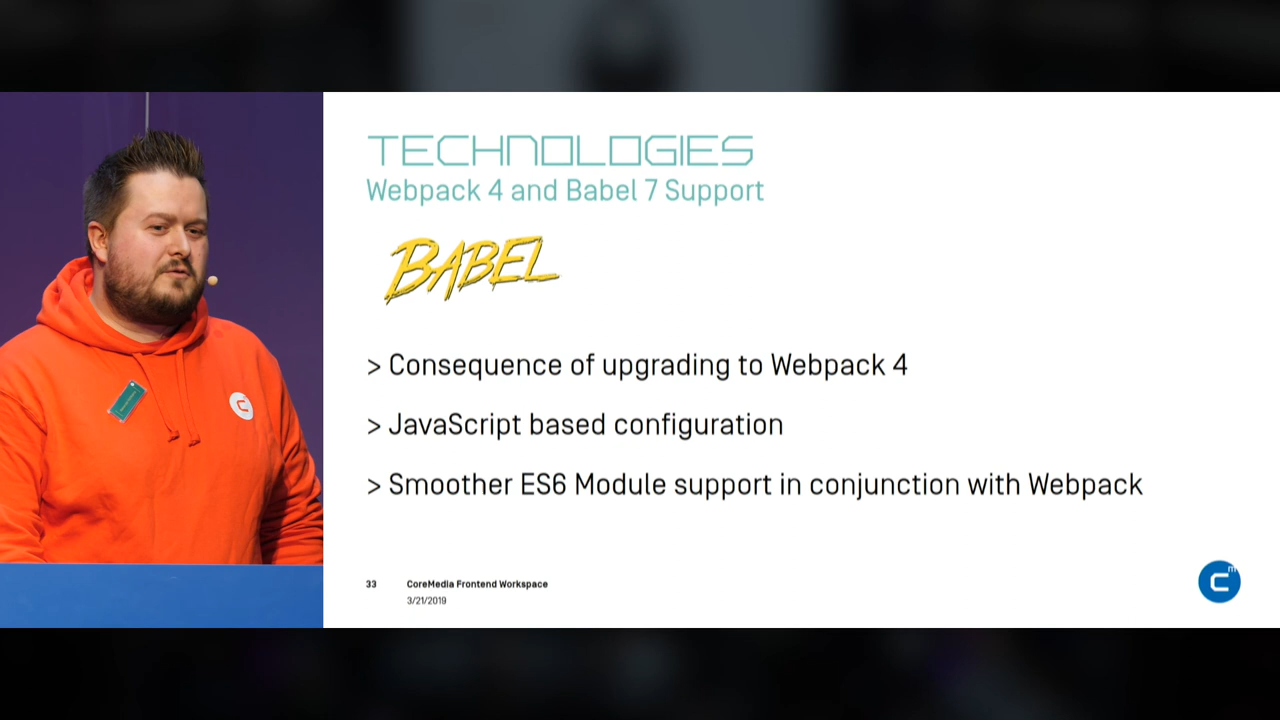 TECHNOLOGIES
Webpack 4 and Babel 7 Support
BABEL
> Consequence of upgrading to Webpack 4
> JavaScript based configuration
> Smoother ES6 Module support in conjunction with Webpack
33 CoreMedia Frontend Workspace
3/21/2019
C m